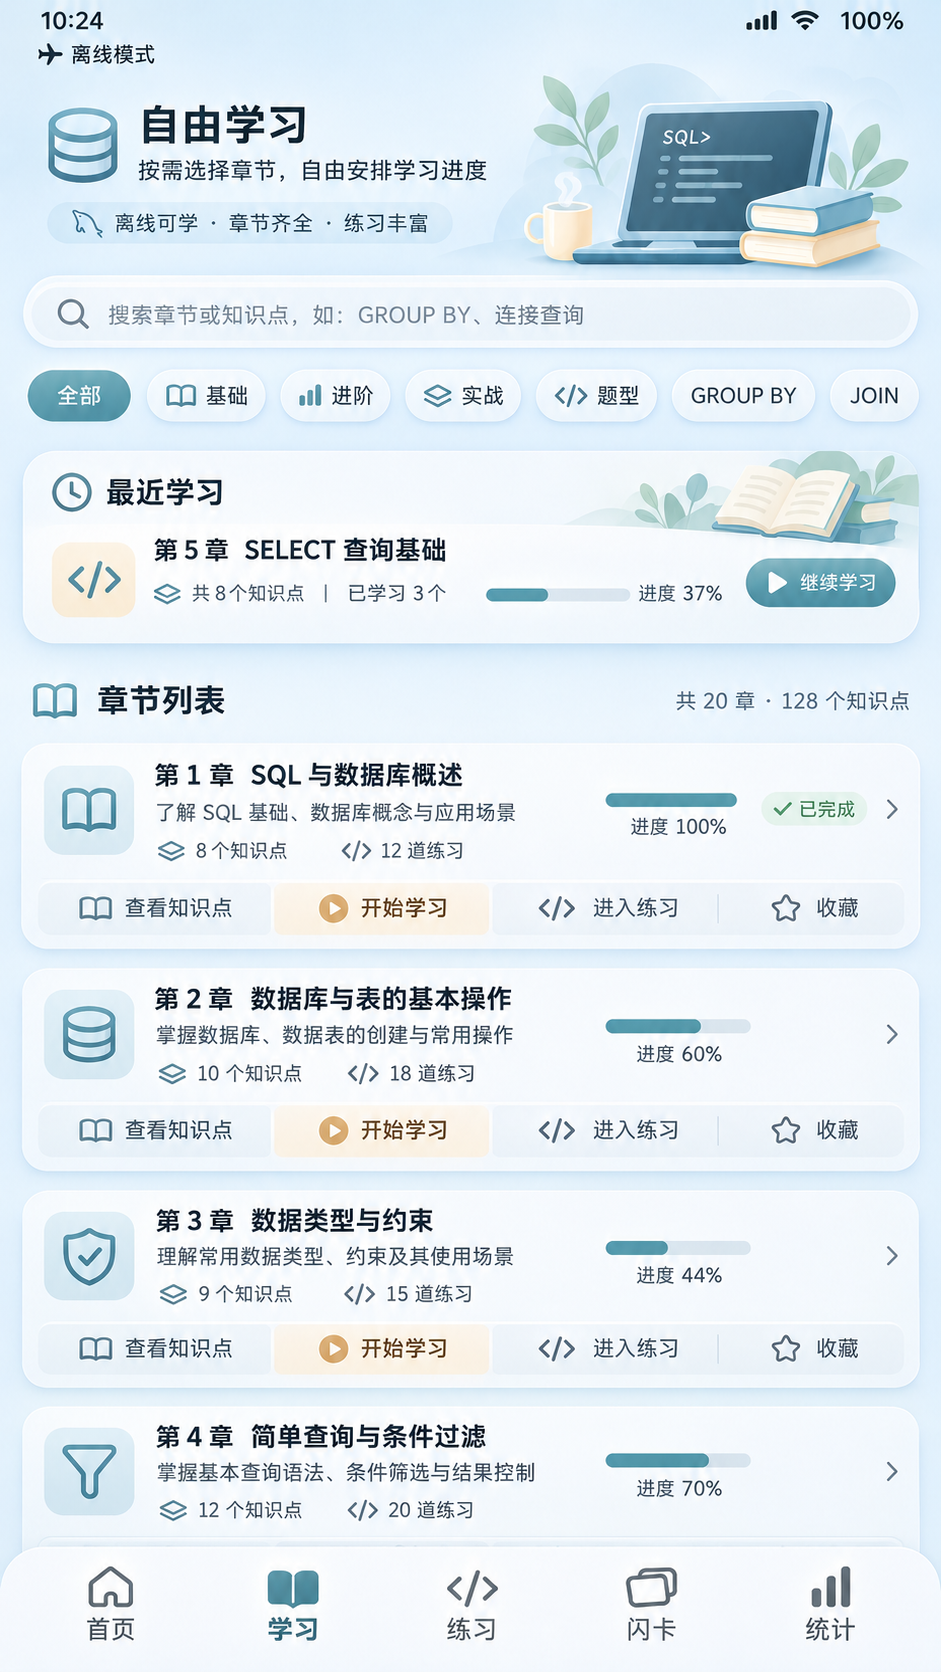 10:24
100%
离线模式
自由学习
按需选择章节，自由安排学习进度
离线可学 · 章节齐全 · 练习丰富
SQL>
搜索章节或知识点，如：GROUP BY、连接查询
全部 基础 进阶 实战 题型 GROUP BY JOIN
最近学习
第 5 章 SELECT 查询基础
共 8个知识点 | 已学习 3个 进度 37% 继续学习
章节列表 共 20 章 · 128 个知识点
第 1 章 SQL 与数据库概述
了解 SQL 基础、数据库概念与应用场景
8个知识点 12 道练习
进度 100% 已完成
查看知识点 开始学习 进入练习 收藏
第 2 章 数据库与表的基本操作
掌握数据库、数据表的创建与常用操作
10 个知识点 18 道练习
进度 60%
查看知识点 开始学习 进入练习 收藏
第 3 章 数据类型与约束
理解常用数据类型、约束及其使用场景
9 个知识点 15 道练习
进度 44%
查看知识点 开始学习 进入练习 收藏
第 4 章 简单查询与条件过滤
掌握基本查询语法、条件筛选与结果控制
12 个知识点 20 道练习
进度 70%
首页 学习 练习 闪卡 统计